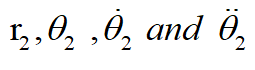 r₂, θ₂ , θ̇₂ and θ̈₂